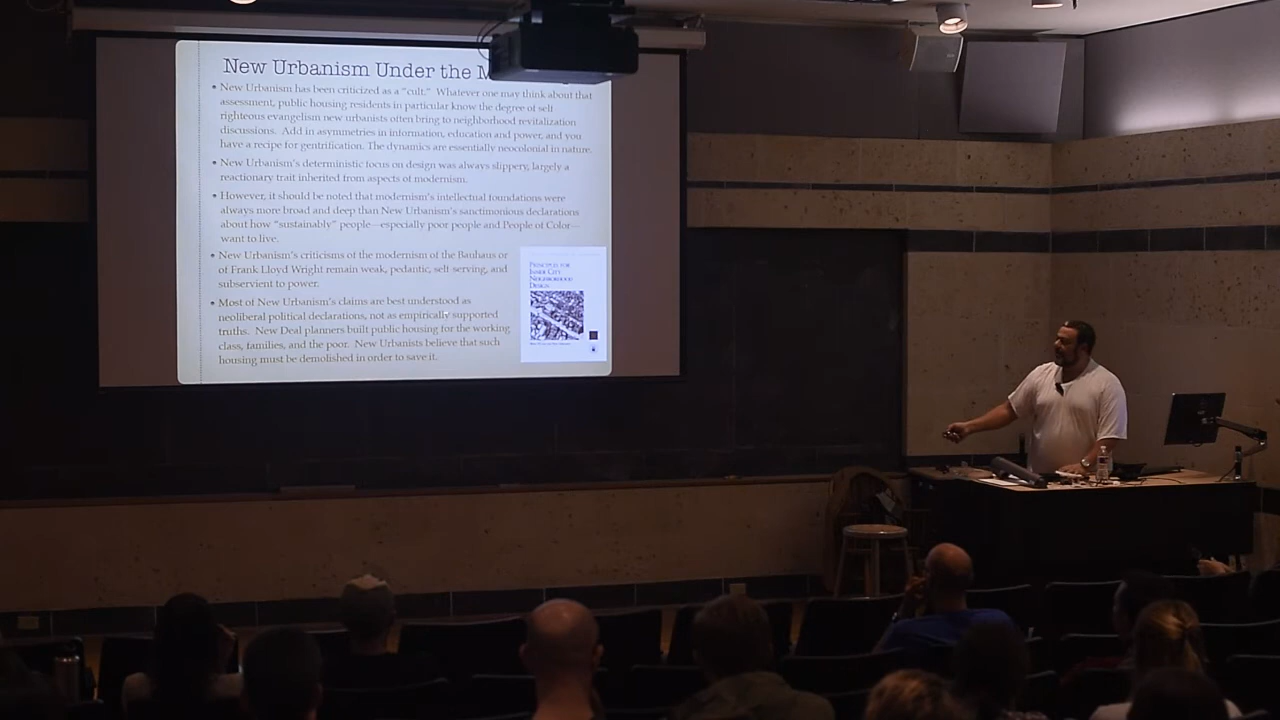 New Urbanism Under the M
• New Urbanism has been criticized as a “cult.” Whatever one may think about that
assessment, public housing residents in particular know the degree of self
righteous evangelism new urbanists often bring to neighborhood revitalization
discussions. Add in asymmetries in information, education and power, and you
have a recipe for gentrification. The dynamics are essentially neocolonial in nature.
• New Urbanism’s deterministic focus on design was always slippery, largely a
reactionary trait inherited from aspects of modernism.
• However, it should be noted that modernism’s intellectual foundations were
always more broad and deep than New Urbanism’s sanctimonious declarations
about how “sustainably” people—especially poor people and People of Color—
want to live.
• New Urbanism’s criticisms of the modernism of the Bauhaus or
of Frank Lloyd Wright remain weak, pedantic, self serving, and
subservient to power.
• Most of New Urbanism’s claims are best understood as
neoliberal political declarations, not as empirically supported
truths. New Deal planners built public housing for the working
class, families, and the poor. New Urbanists believe that such
housing must be demolished in order to save it.
PRINCIPLES FOR
INNER CITY
NEIGHBORHOOD
DESIGN